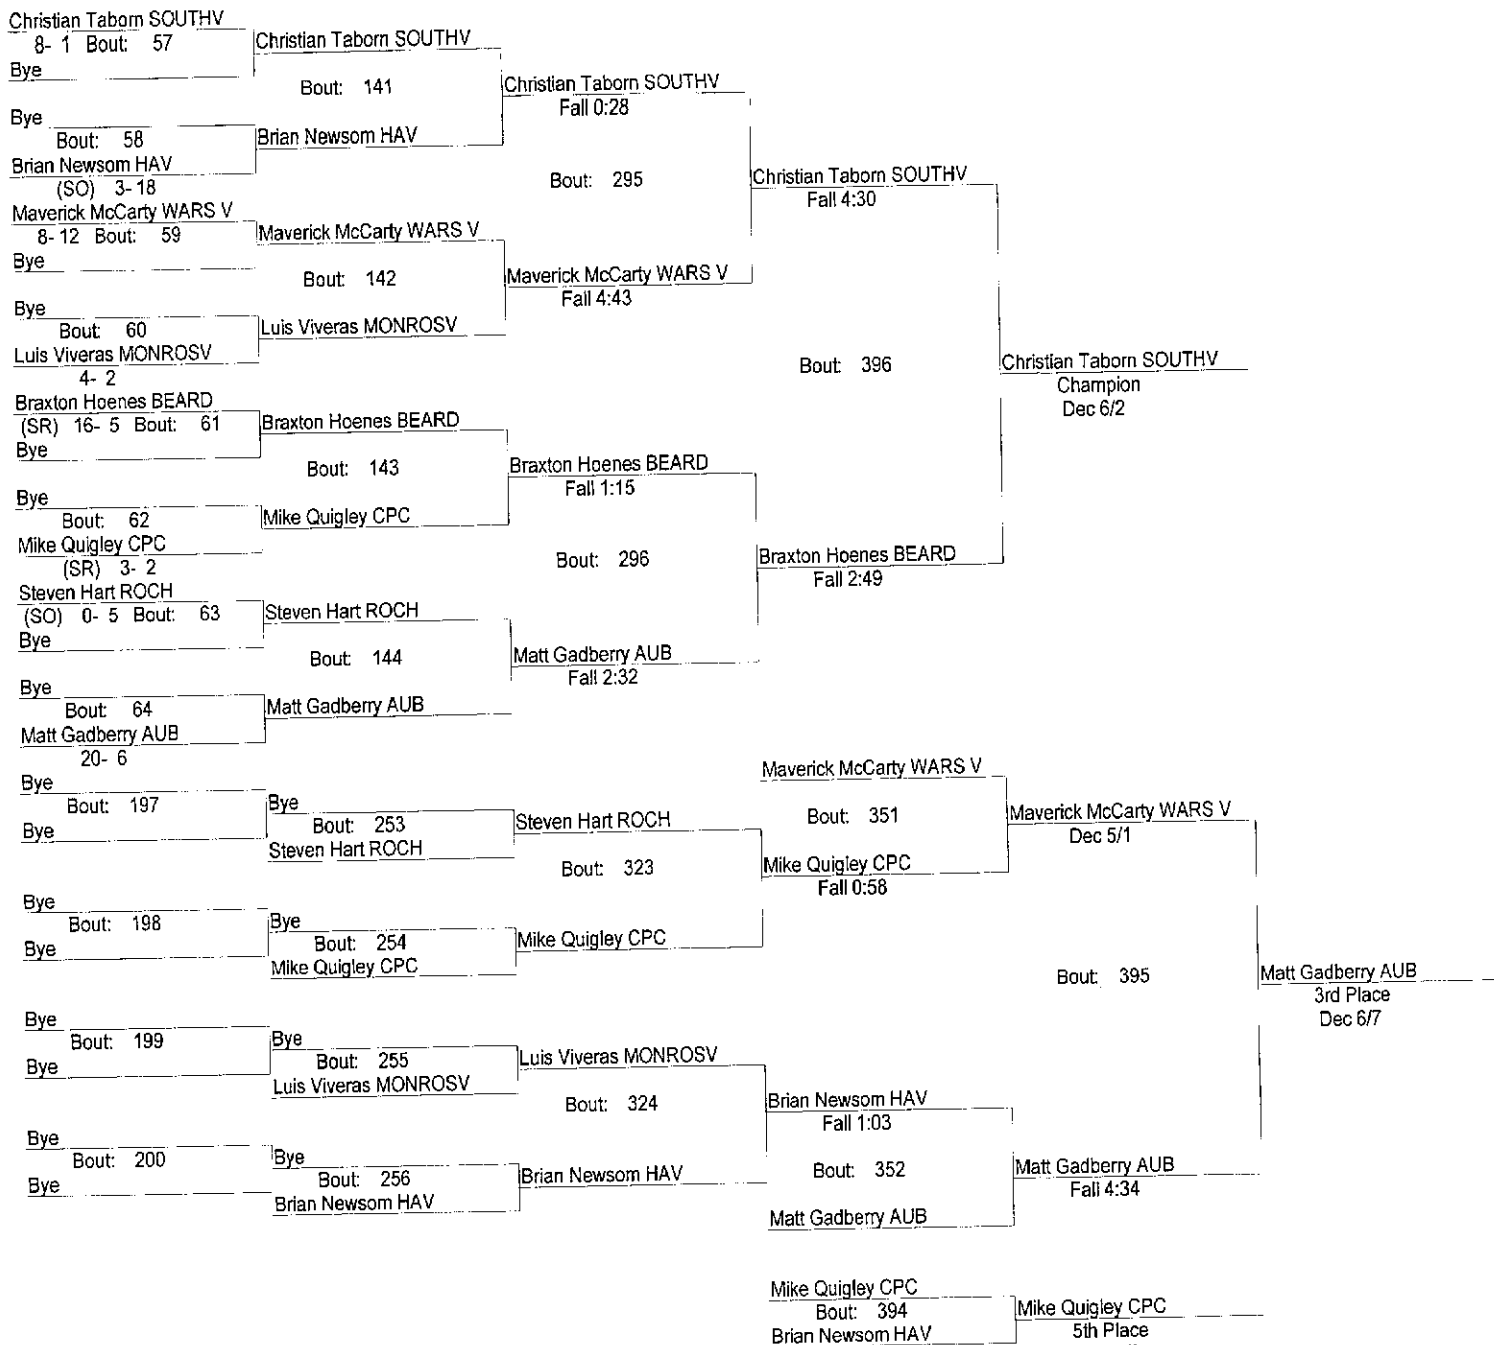 Christian Taborn SOUTHV
8- 1 Bout: 57
Bye
Bye
Bout: 58
Brian Newsom HAV
(SO) 3- 18
Maverick McCarty WARS V
8- 12 Bout: 59
Bye
Bye
Bout: 60
Luis Viveras MONROSV
4- 2
Braxton Hoenes BEARD
(SR) 16- 5 Bout: 61
Bye
Bye
Bout: 62
Mike Quigley CPC
(SR) 3- 2
Steven Hart ROCH
(SO) 0- 5 Bout: 63
Bye
Bye
Bout: 64
Matt Gadberry AUB
20- 6
Christian Taborn SOUTHV
Bout: 141
Brian Newsom HAV
Maverick McCarty WARS V
Bout: 142
Luis Viveras MONROSV
Braxton Hoenes BEARD
Bout: 143
Mike Quigley CPC
Steven Hart ROCH
Bout: 144
Matt Gadberry AUB
Christian Taborn SOUTHV
Fall 0:28
Bout: 295
Maverick McCarty WARS V
Fall 4:43
Braxton Hoenes BEARD
Fall 1:15
Bout: 296
Matt Gadberry AUB
Fall 2:32
Christian Taborn SOUTHV
Fall 4:30
Bout: 396
Braxton Hoenes BEARD
Fall 2:49
Christian Taborn SOUTHV
Champion
Dec 6/2
Bye
Bout: 197
Bye
Bye
Bout: 198
Bye
Bye
Bout: 199
Bye
Bye
Bout: 200
Bye
Bye
Bout: 253
Steven Hart ROCH
Bye
Bout: 254
Mike Quigley CPC
Bye
Bout: 255
Luis Viveras MONROSV
Bye
Bout: 256
Brian Newsom HAV
Steven Hart ROCH
Bout: 323
Mike Quigley CPC
Luis Viveras MONROSV
Bout: 324
Brian Newsom HAV
Maverick McCarty WARS V
Bout: 351
Mike Quigley CPC
Fall 0:58
Brian Newsom HAV
Fall 1:03
Bout: 352
Matt Gadberry AUB
Maverick McCarty WARS V
Dec 5/1
Bout: 395
Matt Gadberry AUB
Fall 4:34
Matt Gadberry AUB
3rd Place
Dec 6/7
Mike Quigley CPC
Bout: 394
Brian Newsom HAV
Mike Quigley CPC
5th Place